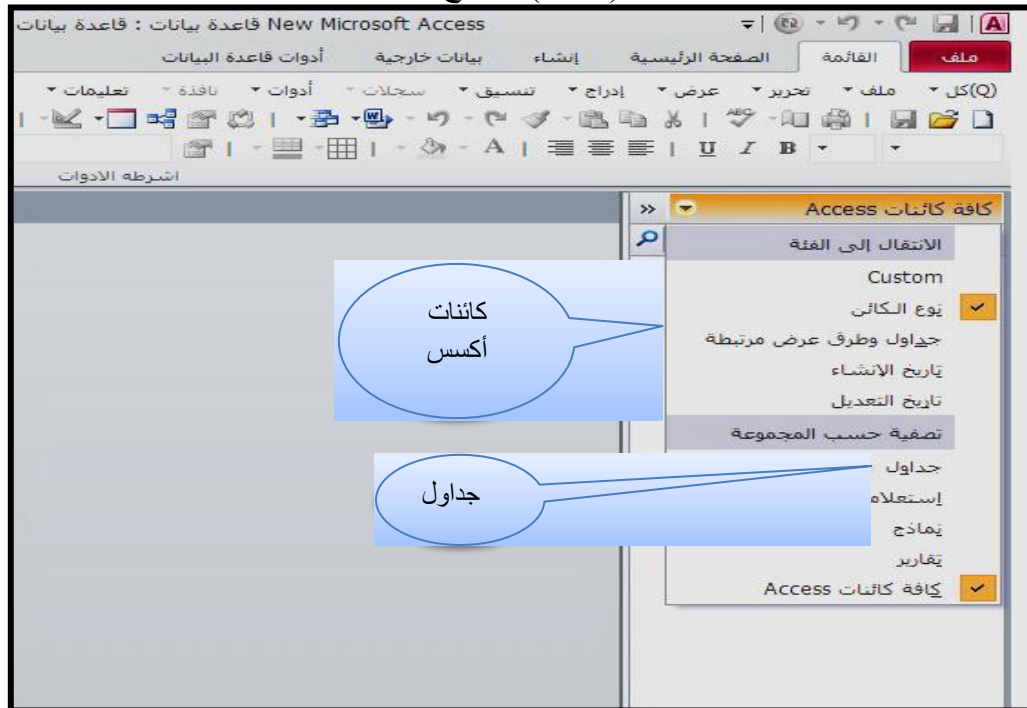 New Microsoft Access قاعدة بيانات : قاعدة بيانات
ملف القائمة الصفحة الرئيسية إنشاء بيانات خارجية أدوات قاعدة البيانات
(Q)كل ملف تحرير عرض إدراج تنسيق سجلات أدوات نافذة تعليمات
ABC W
B I U A
اشرطه الادوات
كافة كائنات Access
الانتقال إلى الفئة
Custom
نوع الكائن
جداول وطرق عرض مرتبطة
تاريخ الإنشاء
تاريخ التعديل
تصفية حسب المجموعة
جداول
إستعلام
نماذج
تقارير
كافة كائنات Access
كائنات
أكسس
جداول